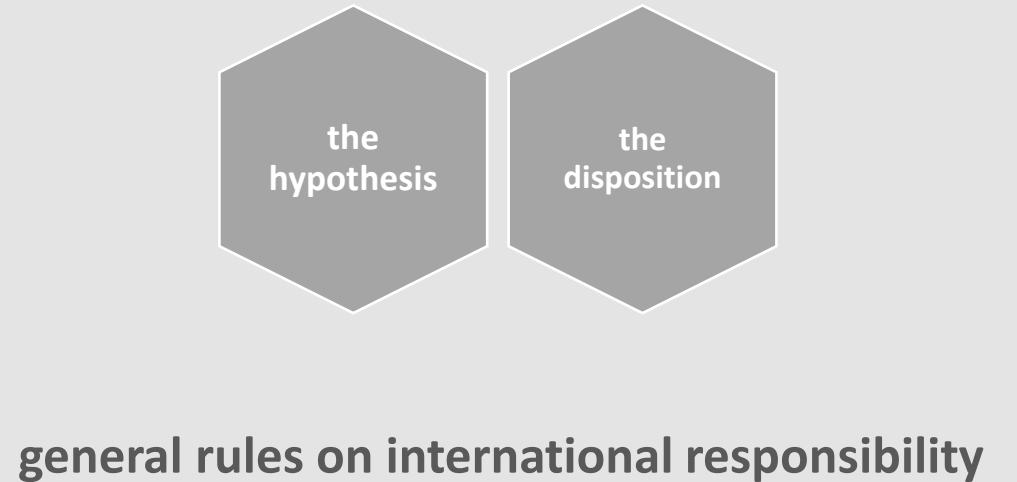 the
hypothesis
the
disposition
general rules on international responsibility